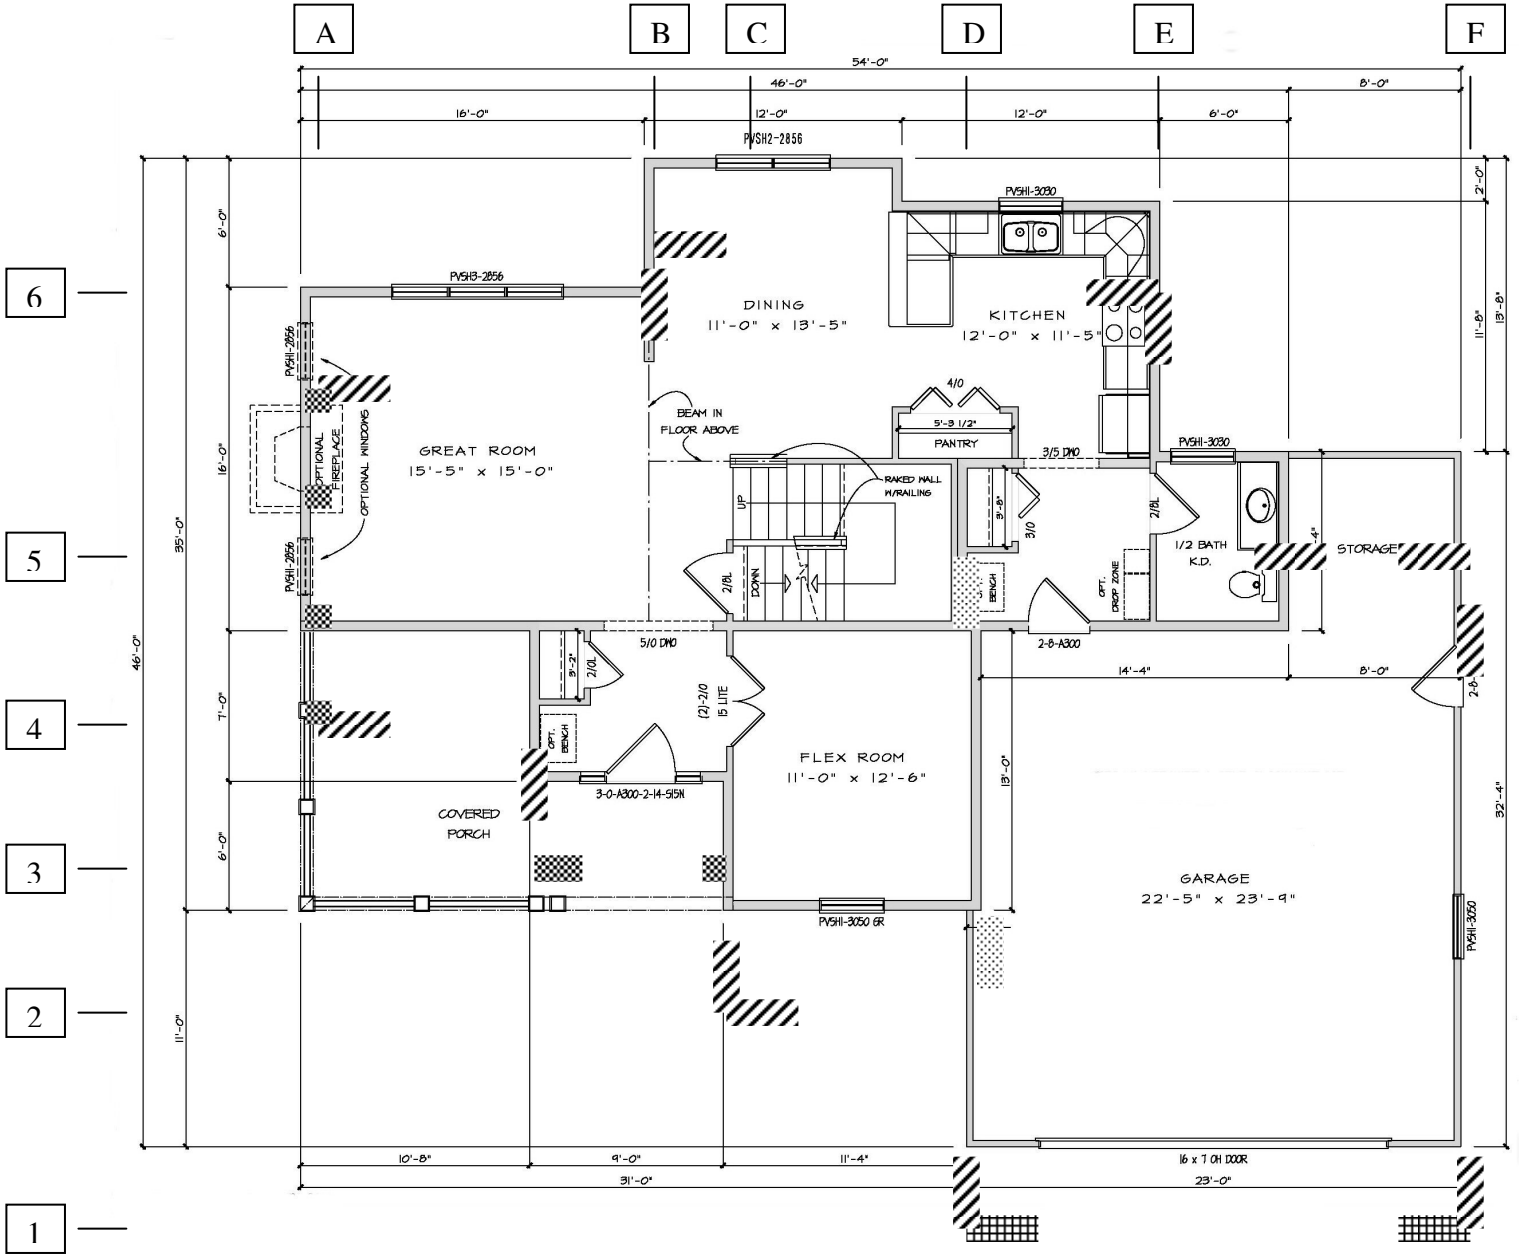 A B C D E F
54'-0"
46'-0" 8'-0"
16'-0" 12'-0" 12'-0" 6'-0"
PVSH2-2856
PVSH1-3030
2'-0"
6'-0"
6
PVSH3-2856
DINING
11'-0" x 13'-5"
KITCHEN
12'-0" x 11'-5"
11'-8"
13'-8"
PVSH1-2856
4/0
BEAM IN
FLOOR ABOVE
5'-3 1/2"
PANTRY
GREAT ROOM
15'-5" x 15'-0"
OPTIONAL
FIREPLACE
OPTIONAL WINDOWS
16'-0"
3/5 DWO
PVSH1-3030
RAKED WALL
W/RAILING
UP
3'-8"
3/0
2/8L
35'-0"
5
PVSH1-2856
1/2 BATH
K.D.
STORAGE
2/8L
DOWN
BENCH
OPT.
DROP ZONE
46'-0"
5/0 DWO
2-8-A300
3'-2"
2/0L
14'-4" 8'-0"
7'-0"
(2)-2/0
15 LITE
4
OPT.
BENCH
FLEX ROOM
11'-0" x 12'-6"
13'-0"
3-0-A300-2-14-S15N
COVERED
PORCH
32'-4"
6'-0"
3
GARAGE
22'-5" x 23'-9"
PVSH1-3050 GR
PVSH1-3050
2
11'-0"
10'-8" 9'-0" 11'-4"
16 x 7 OH DOOR
31'-0" 23'-0"
1